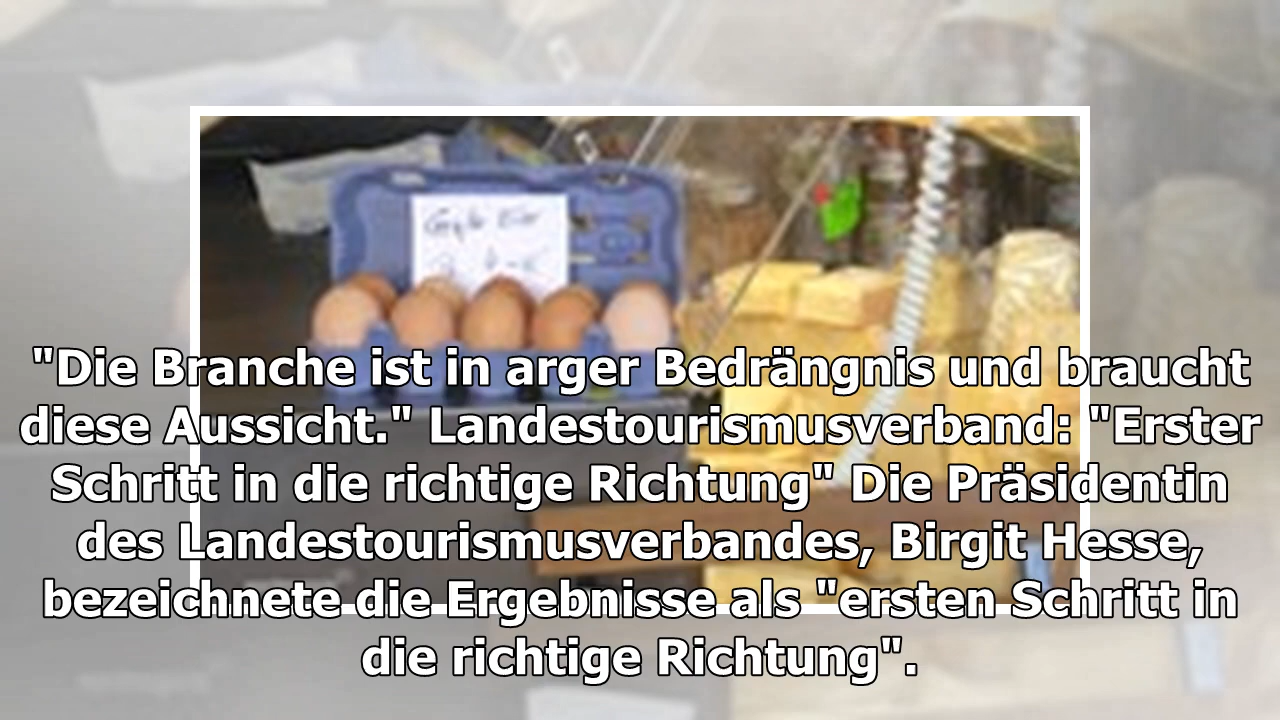 "Die Branche ist in arger Bedrängnis und braucht
diese Aussicht." Landestourismusverband: "Erster
Schritt in die richtige Richtung" Die Präsidentin
des Landestourismusverbandes, Birgit Hesse,
bezeichnete die Ergebnisse als "ersten Schritt in
die richtige Richtung".